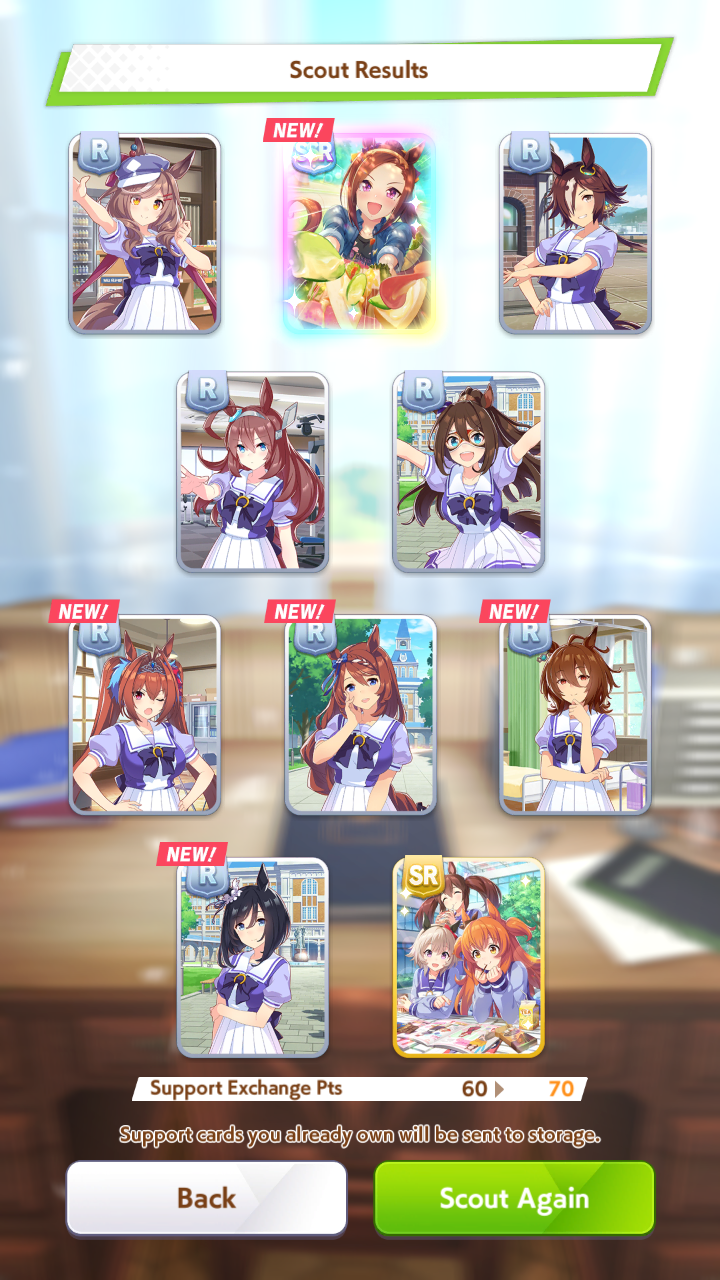 Scout Results
R
NEW!
SSR
R
R
R
NEW!
R
NEW!
R
NEW!
R
NEW!
R
SR
TEA
Support Exchange Pts 60 70
Support cards you already own will be sent to storage.
Back
Scout Again